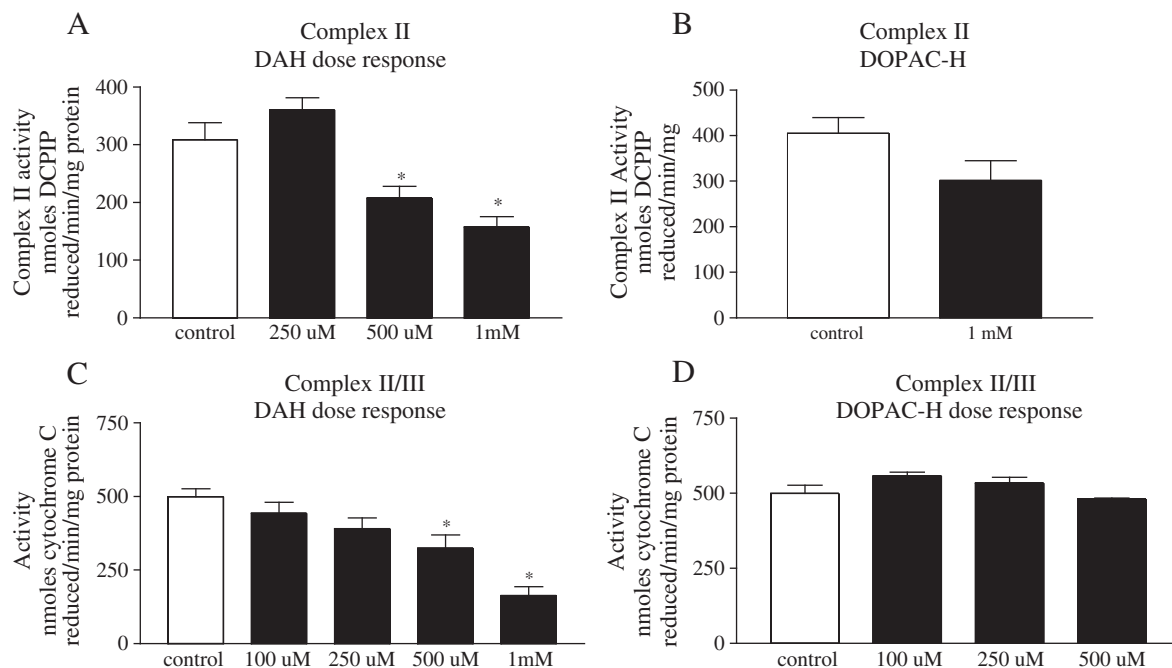 A
Complex II
DAH dose response
Complex II activity
nmoles DCPIP
reduced/min/mg protein
400
300
200
100
0
*
*
control 250 uM 500 uM 1mM
B
Complex II
DOPAC-H
Complex II Activity
nmoles DCPIP
reduced/min/mg
500
400
300
200
100
0
control 1 mM
C
Complex II/III
DAH dose response
Activity
nmoles cytochrome C
reduced/min/mg protein
750
500
250
0
*
*
control 100 uM 250 uM 500 uM 1mM
D
Complex II/III
DOPAC-H dose response
Activity
nmoles cytochrome C
reduced/min/mg protein
750
500
250
0
control 100 uM 250 uM 500 uM